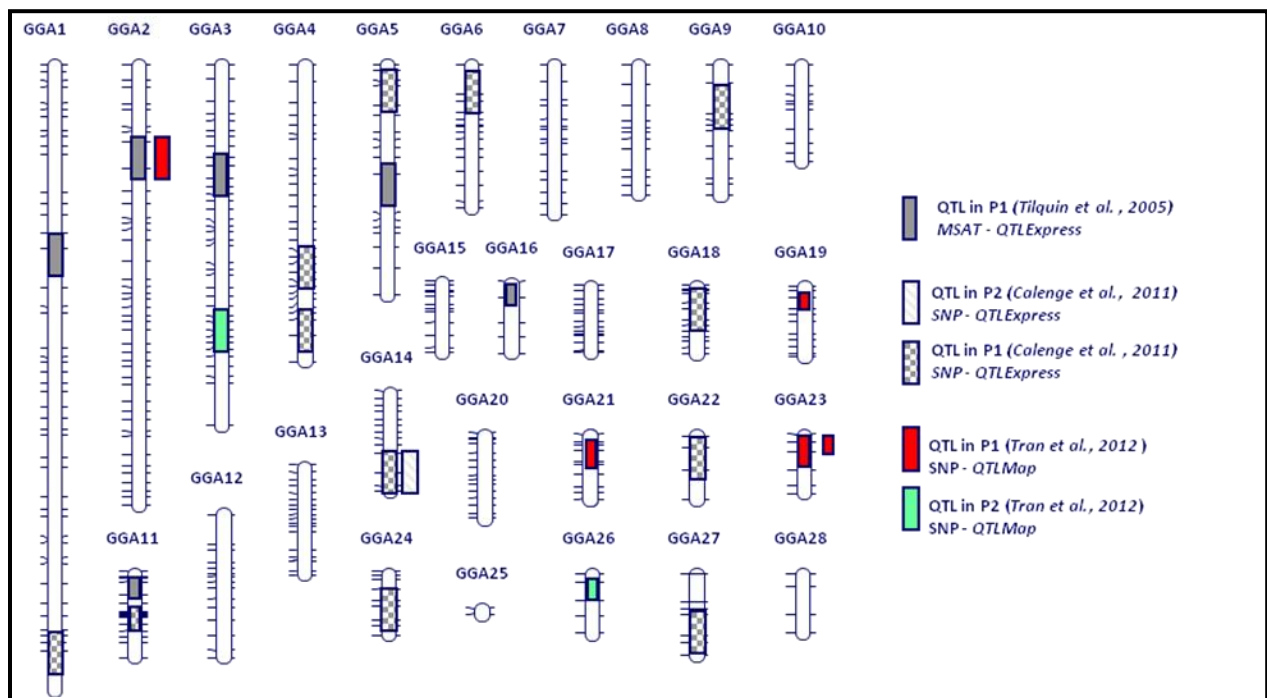 GGA1 GGA2 GGA3 GGA4 GGA5 GGA6 GGA7 GGA8 GGA9 GGA10
QTL in P1 (Tilquin et al. , 2005)
MSAT - QTLExpress
GGA15 GGA16 GGA17 GGA18 GGA19
QTL in P2 (Calenge et al. , 2011)
SNP - QTLExpress
QTL in P1 (Calenge et al. , 2011)
SNP - QTLExpress
GGA14
GGA20 GGA21 GGA22 GGA23
GGA13
QTL in P1 (Tran et al., 2012 )
SNP - QTLMap
GGA12
QTL in P2 (Tran et al., 2012)
SNP - QTLMap
GGA11 GGA24 GGA26 GGA27 GGA28
GGA25